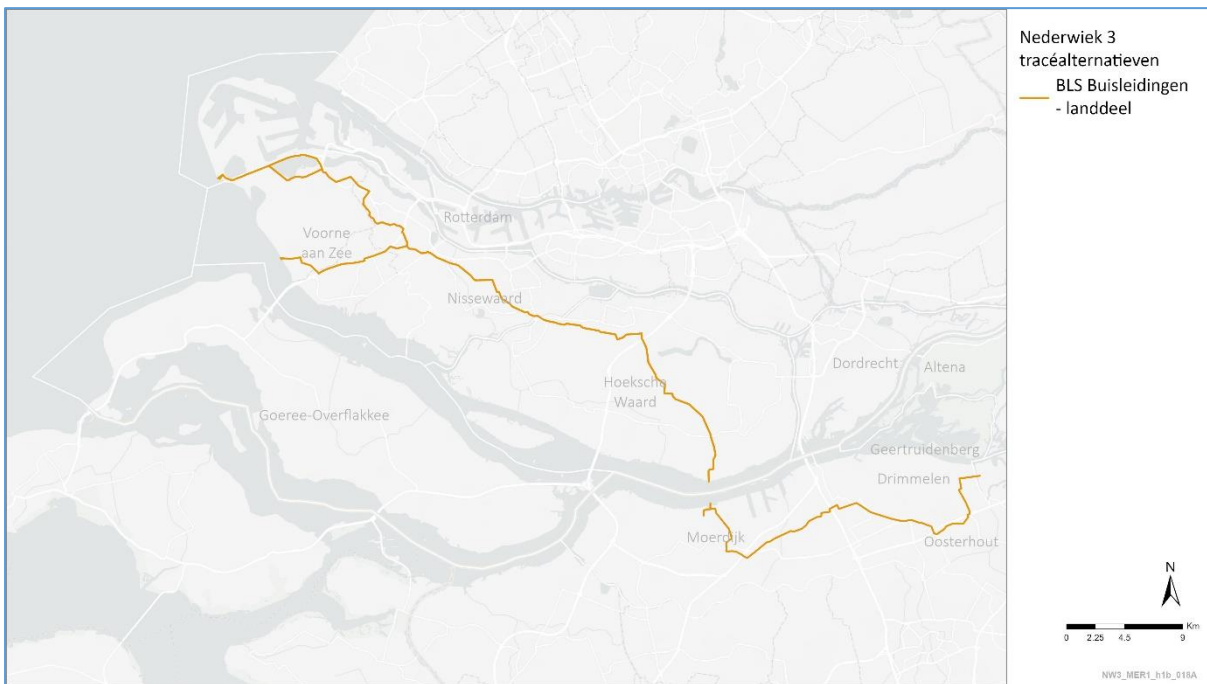 Nederwiek 3
tracéalternatieven
BLS Buisleidingen
- landdeel
Rotterdam
Voorne
aan Zee
Nissewaard
Dordrecht
Altena
Hoeksche
Waard
Goeree-Overflakkee
Geertruidenberg
Drimmelen
Moerdijk
Oosterhout
N
Km
0 2.25 4.5 9
NW3_MER1_h1b_018A